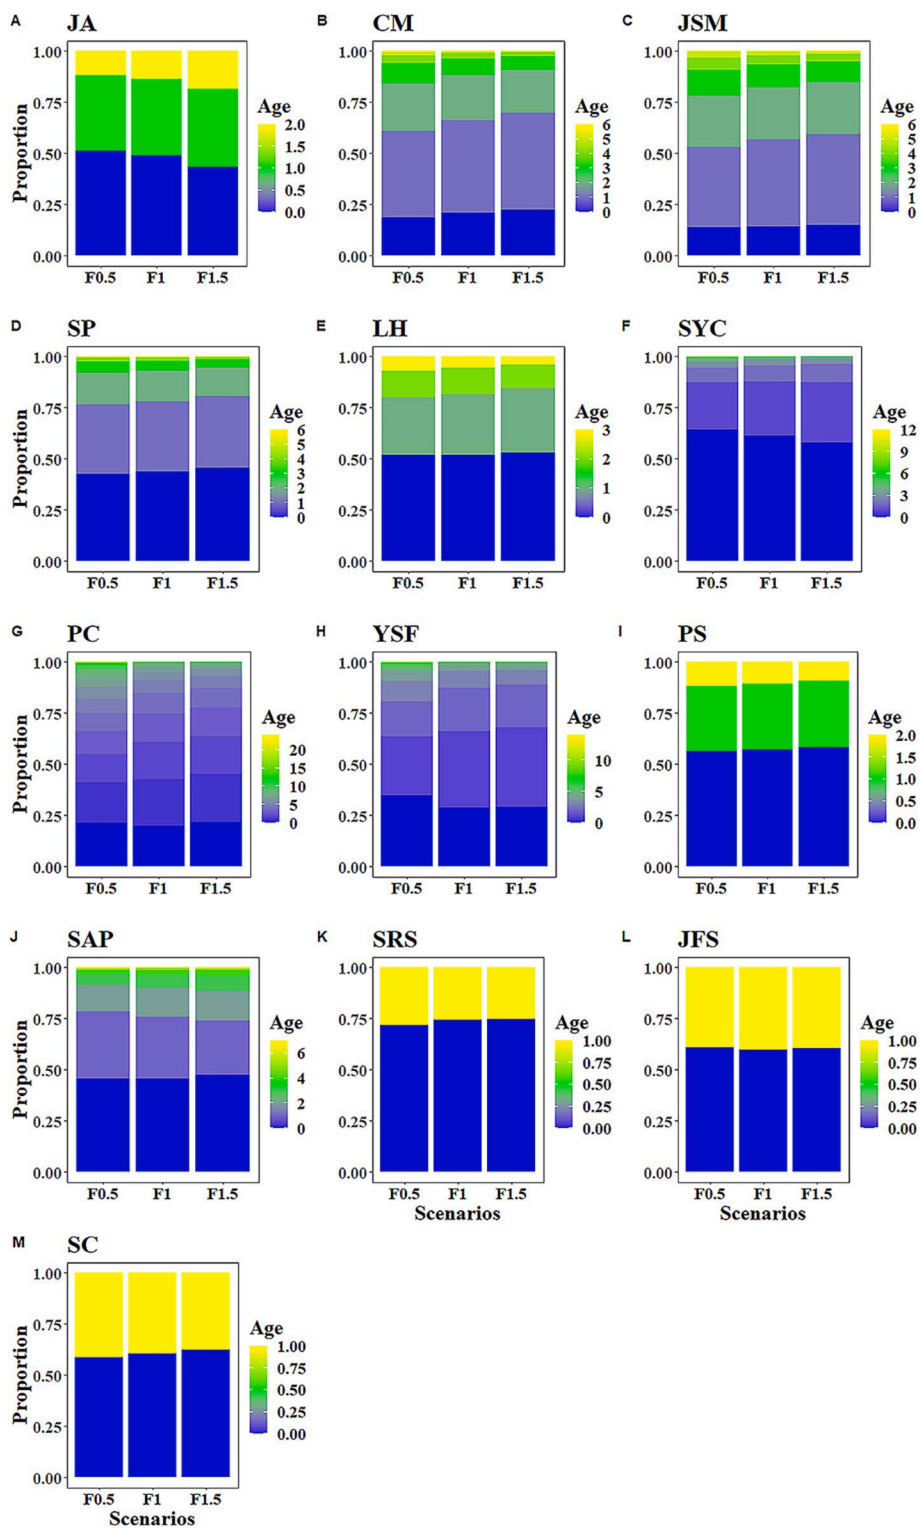 A JA
Proportion
1.00
0.75
0.50
0.25
0.00
F0.5 F1 F1.5
Age
2.0
1.5
1.0
0.5
0.0
B CM
1.00
0.75
0.50
0.25
0.00
F0.5 F1 F1.5
Age
6
5
4
3
2
1
0
C JSM
1.00
0.75
0.50
0.25
0.00
F0.5 F1 F1.5
Age
6
5
4
3
2
1
0
D SP
Proportion
1.00
0.75
0.50
0.25
0.00
F0.5 F1 F1.5
Age
6
5
4
3
2
1
0
E LH
1.00
0.75
0.50
0.25
0.00
F0.5 F1 F1.5
Age
3
2
1
0
F SYC
1.00
0.75
0.50
0.25
0.00
F0.5 F1 F1.5
Age
12
9
6
3
0
G PC
Proportion
1.00
0.75
0.50
0.25
0.00
F0.5 F1 F1.5
Age
20
15
10
5
0
H YSF
1.00
0.75
0.50
0.25
0.00
F0.5 F1 F1.5
Age
10
5
0
I PS
1.00
0.75
0.50
0.25
0.00
F0.5 F1 F1.5
Age
2.0
1.5
1.0
0.5
0.0
J SAP
Proportion
1.00
0.75
0.50
0.25
0.00
F0.5 F1 F1.5
Age
6
4
2
0
K SRS
1.00
0.75
0.50
0.25
0.00
F0.5 F1 F1.5
Scenarios
Age
1.00
0.75
0.50
0.25
0.00
L JFS
1.00
0.75
0.50
0.25
0.00
F0.5 F1 F1.5
Scenarios
Age
1.00
0.75
0.50
0.25
0.00
M SC
Proportion
1.00
0.75
0.50
0.25
0.00
F0.5 F1 F1.5
Scenarios
Age
1.00
0.75
0.50
0.25
0.00